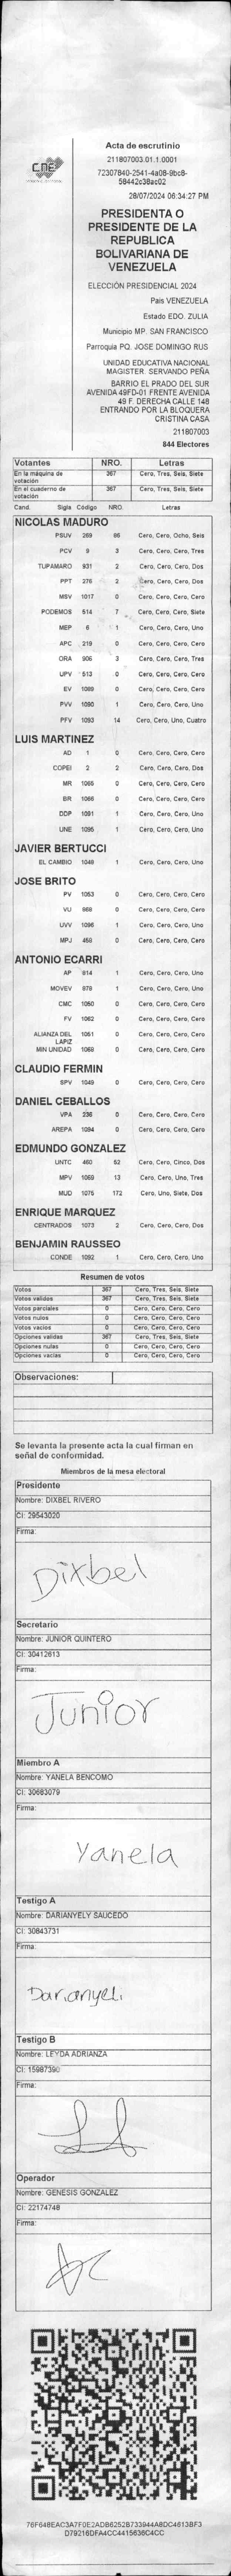 CNE
Acta de escrutinio
211807003.01.1.0001
72307840-2541-4a08-9bc8-
58442c38ac02
28/07/2024 06:34:27 PM
PRESIDENTA O
PRESIDENTE DE LA
REPUBLICA
BOLIVARIANA DE
VENEZUELA
ELECCIÓN PRESIDENCIAL 2024
Pais VENEZUELA
Estado EDO. ZULIA
Municipio MP. SAN FRANCISCO
Parroquia PQ. JOSE DOMINGO RUS
UNIDAD EDUCATIVA NACIONAL
MAGISTER. SERVANDO PEÑA
BARRIO EL PRADO DEL SUR
AVENIDA 49FD-01 FRENTE AVENIDA
49 F. DERECHA CALLE 148
ENTRANDO POR LA BLOQUERA
CRISTINA CASA
211807003
844 Electores
Votantes NRO. Letras
En la máquina de votación 367 Cero, Tres, Seis, Siete
En el cuaderno de votación 367 Cero, Tres, Seis, Siete
Cand. Sigla Código NRO. Letras
NICOLAS MADURO
PSUV 269 86 Cero, Cero, Ocho, Seis
PCV 9 3 Cero, Cero, Cero, Tres
TUPAMARO 931 2 Cero, Cero, Cero, Dos
PPT 276 2 Cero, Cero, Cero, Dos
MSV 1017 0 Cero, Cero, Cero, Cero
PODEMOS 514 7 Cero, Cero, Cero, Siete
MEP 6 1 Cero, Cero, Cero, Uno
APC 219 0 Cero, Cero, Cero, Cero
ORA 906 3 Cero, Cero, Cero, Tres
UPV 513 0 Cero, Cero, Cero, Cero
EV 1089 0 Cero, Cero, Cero, Cero
PVV 1090 1 Cero, Cero, Cero, Uno
PFV 1093 14 Cero, Cero, Uno, Cuatro
LUIS MARTINEZ
AD 1 0 Cero, Cero, Cero, Cero
COPEI 2 2 Cero, Cero, Cero, Dos
MR 1065 0 Cero, Cero, Cero, Cero
BR 1066 0 Cero, Cero, Cero, Cero
DDP 1091 1 Cero, Cero, Cero, Uno
UNE 1095 1 Cero, Cero, Cero, Uno
JAVIER BERTUCCI
EL CAMBIO 1048 1 Cero, Cero, Cero, Uno
JOSE BRITO
PV 1053 0 Cero, Cero, Cero, Cero
VU 868 0 Cero, Cero, Cero, Cero
UVV 1096 1 Cero, Cero, Cero, Uno
MPJ 458 0 Cero, Cero, Cero, Cero
ANTONIO ECARRI
AP 814 1 Cero, Cero, Cero, Uno
MOVEV 978 1 Cero, Cero, Cero, Uno
CMC 1050 0 Cero, Cero, Cero, Cero
FV 1062 0 Cero, Cero, Cero, Cero
ALIANZA DEL LAPIZ 1051 0 Cero, Cero, Cero, Cero
MIN UNIDAD 1068 0 Cero, Cero, Cero, Cero
CLAUDIO FERMIN
SPV 1049 0 Cero, Cero, Cero, Cero
DANIEL CEBALLOS
VPA 236 0 Cero, Cero, Cero, Cero
AREPA 1094 0 Cero, Cero, Cero, Cero
EDMUNDO GONZALEZ
UNTC 460 52 Cero, Cero, Cinco, Dos
MPV 1069 13 Cero, Cero, Uno, Tres
MUD 1075 172 Cero, Uno, Siete, Dos
ENRIQUE MARQUEZ
CENTRADOS 1073 2 Cero, Cero, Cero, Dos
BENJAMIN RAUSSEO
CONDE 1092 1 Cero, Cero, Cero, Uno
Resumen de votos
Votos 367 Cero, Tres, Seis, Siete
Votos validos 367 Cero, Tres, Seis, Siete
Votos parciales 0 Cero, Cero, Cero, Cero
Votos nulos 0 Cero, Cero, Cero, Cero
Votos vacios 0 Cero, Cero, Cero, Cero
Opciones validas 367 Cero, Tres, Seis, Siete
Opciones nulas 0 Cero, Cero, Cero, Cero
Opciones vacias 0 Cero, Cero, Cero, Cero
Observaciones:
Se levanta la presente acta la cual firman en
señal de conformidad.
Miembros de la mesa electoral
Presidente
Nombre: DIXBEL RIVERO
CI: 29543020
Firma:
Dixbel
Secretario
Nombre: JUNIOR QUINTERO
CI: 30412613
Firma:
Junior
Miembro A
Nombre: YANELA BENCOMO
CI: 30683079
Firma:
Yanela
Testigo A
Nombre: DARIANYELY SAUCEDO
CI: 30843731
Firma:
Darianyeli
Testigo B
Nombre: LEYDA ADRIANZA
CI: 15987390
Firma:
Operador
Nombre: GENESIS GONZALEZ
CI: 22174748
Firma:
76F648EAC3A7F0E2ADB6252B733944A8DC4613BF3
D79216DFA4CC4415636C4CC